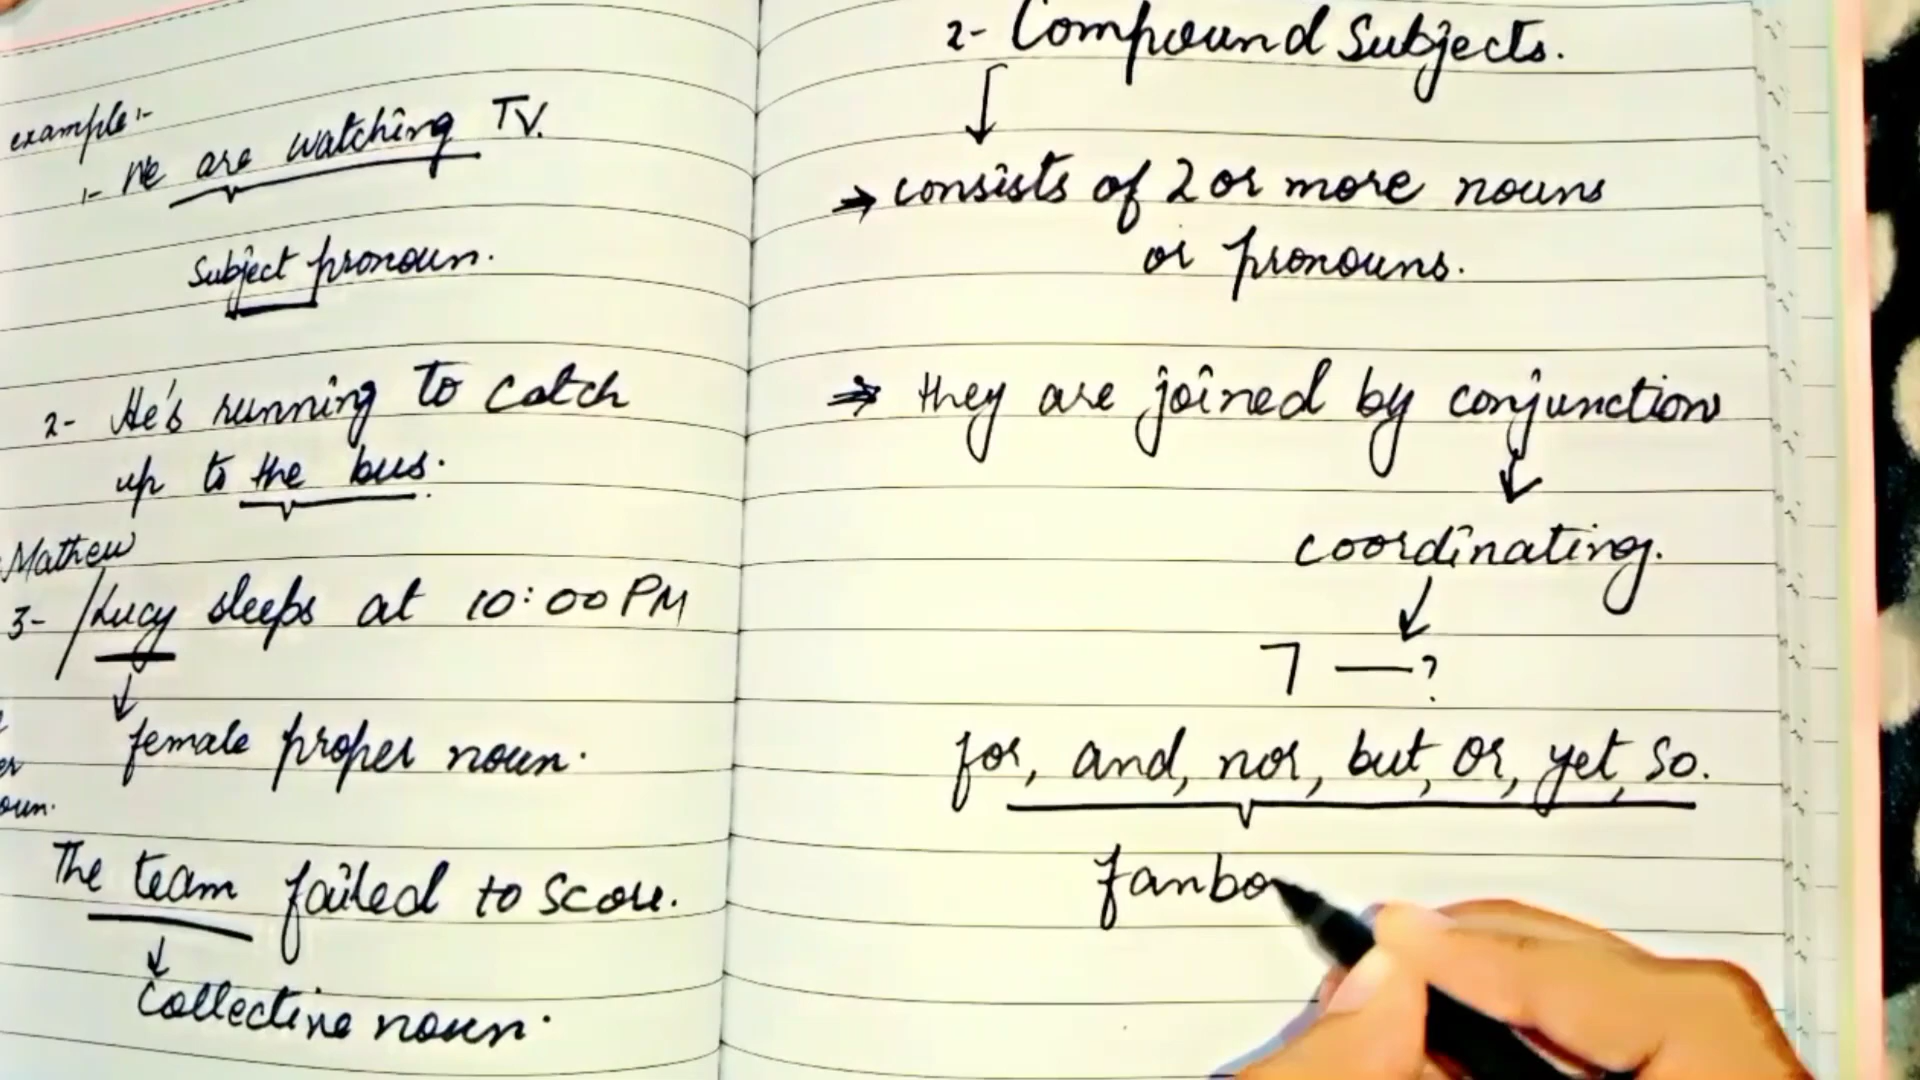 example:-
1- We are watching TV.
Subject pronoun.
2- He's running to catch
up to the bus.
Mathew
3- /Lucy sleeps at 10:00 PM
female proper noun.
oun.
The team failed to score.
Collective noun.
2- Compound Subjects.
→ consists of 2 or more nouns
or pronouns.
⇒ they are joined by conjunction
coordinating.
7 —?
for, and, nor, but, or, yet, so.
fanbo